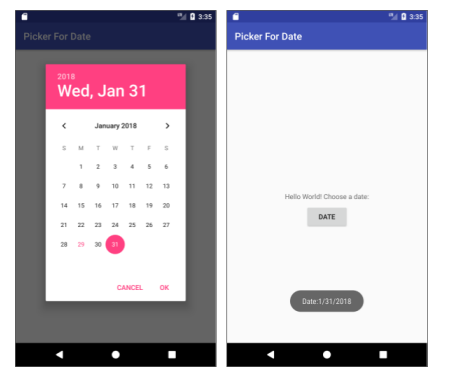 3:35
Picker For Date
2018
Wed, Jan 31
January 2018
S M T W T F S
1 2 3 4 5 6
7 8 9 10 11 12 13
14 15 16 17 18 19 20
21 22 23 24 25 26 27
28 29 30 31
CANCEL OK
3:35
Picker For Date
Hello World! Choose a date:
DATE
Date:1/31/2018